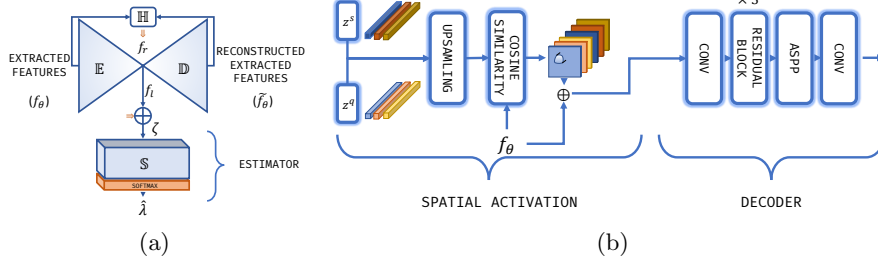 ℍ
f_r
EXTRACTED
FEATURES
(f_θ)
𝔼
𝔻
RECONSTRUCTED
EXTRACTED
FEATURES
(f̃_θ)
f_l
ζ
𝕊
SOFTMAX
λ̂
ESTIMATOR
(a)
z^s
z^q
UPSAMLING
COSINE
SIMILARITY
f_θ
SPATIAL ACTIVATION
CONV
RESIDUAL
BLOCK
ASPP
CONV
DECODER
(b)